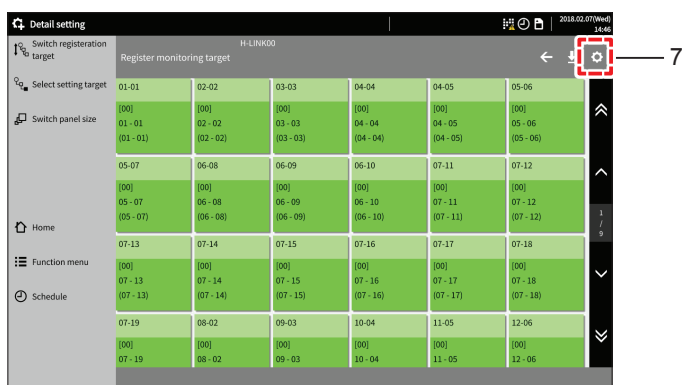 Detail setting
2018.02.07(Wed)
14:46
Switch registeration
target
Select setting target
Switch panel size
Home
Function menu
Schedule
H-LINK00
Register monitoring target
7
01-01
[00]
01 - 01
(01 - 01)
02-02
[00]
02 - 02
(02 - 02)
03-03
[00]
03 - 03
(03 - 03)
04-04
[00]
04 - 04
(04 - 04)
04-05
[00]
04 - 05
(04 - 05)
05-06
[00]
05 - 06
(05 - 06)
05-07
[00]
05 - 07
(05 - 07)
06-08
[00]
06 - 08
(06 - 08)
06-09
[00]
06 - 09
(06 - 09)
06-10
[00]
06 - 10
(06 - 10)
07-11
[00]
07 - 11
(07 - 11)
07-12
[00]
07 - 12
(07 - 12)
07-13
[00]
07 - 13
(07 - 13)
07-14
[00]
07 - 14
(07 - 14)
07-15
[00]
07 - 15
(07 - 15)
07-16
[00]
07 - 16
(07 - 16)
07-17
[00]
07 - 17
(07 - 17)
07-18
[00]
07 - 18
(07 - 18)
07-19
[00]
07 - 19
08-02
[00]
08 - 02
09-03
[00]
09 - 03
10-04
[00]
10 - 04
11-05
[00]
11 - 05
12-06
[00]
12 - 06
1
/
9